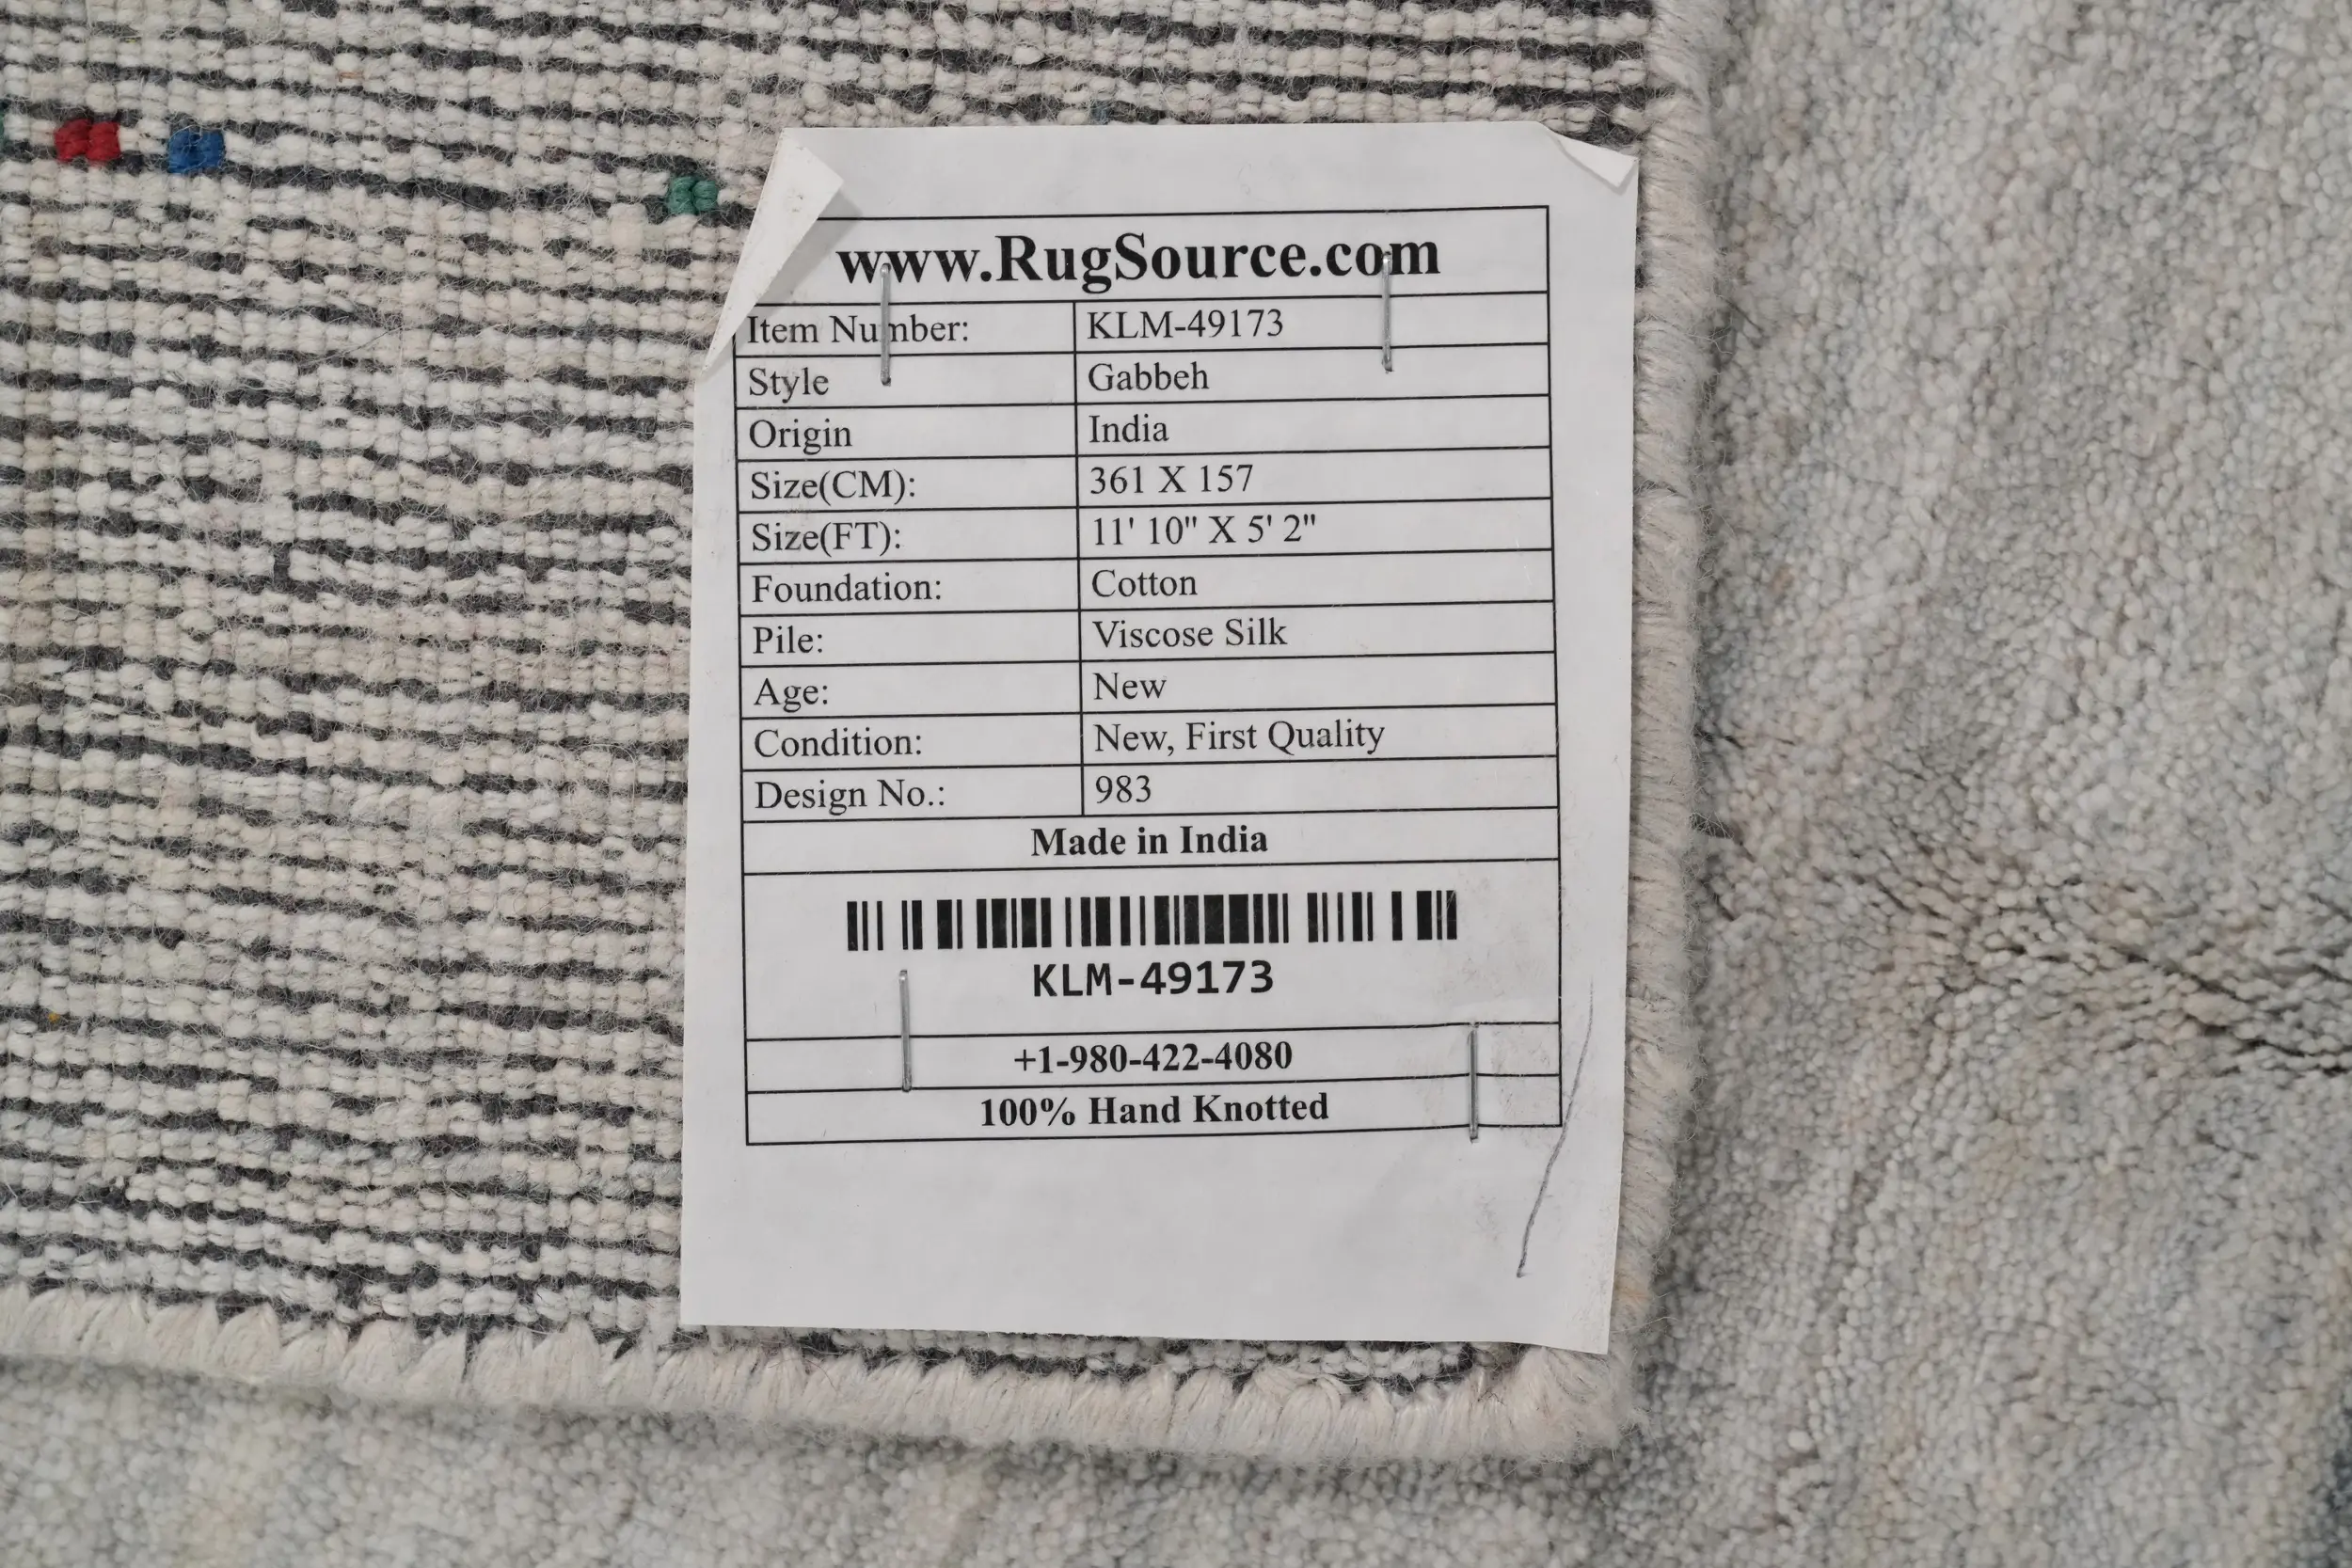 www.RugSource.com
Item Number: KLM-49173
Style Gabbeh
Origin India
Size(CM): 361 X 157
Size(FT): 11' 10" X 5' 2"
Foundation: Cotton
Pile: Viscose Silk
Age: New
Condition: New, First Quality
Design No.: 983
Made in India
KLM-49173
+1-980-422-4080
100% Hand Knotted